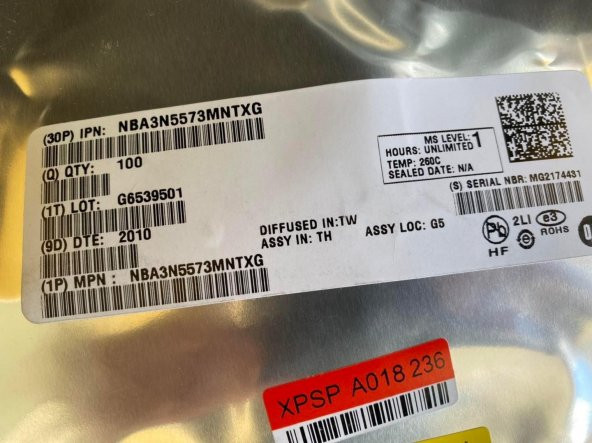 (30P) IPN: NBA3N5573MNTXG
(Q) QTY: 100
(1T) LOT: G6539501
(9D) DTE: 2010
(1P) MPN : NBA3N5573MNTXG
DIFFUSED IN:TW
ASSY IN: TH
ASSY LOC: G5
MS LEVEL: 1
HOURS: UNLIMITED
TEMP: 260C
SEALED DATE: N/A
(S) SERIAL NBR: MG2174431
Pb
HF
2LI
e
e3
ROHS
XPSP A018 236